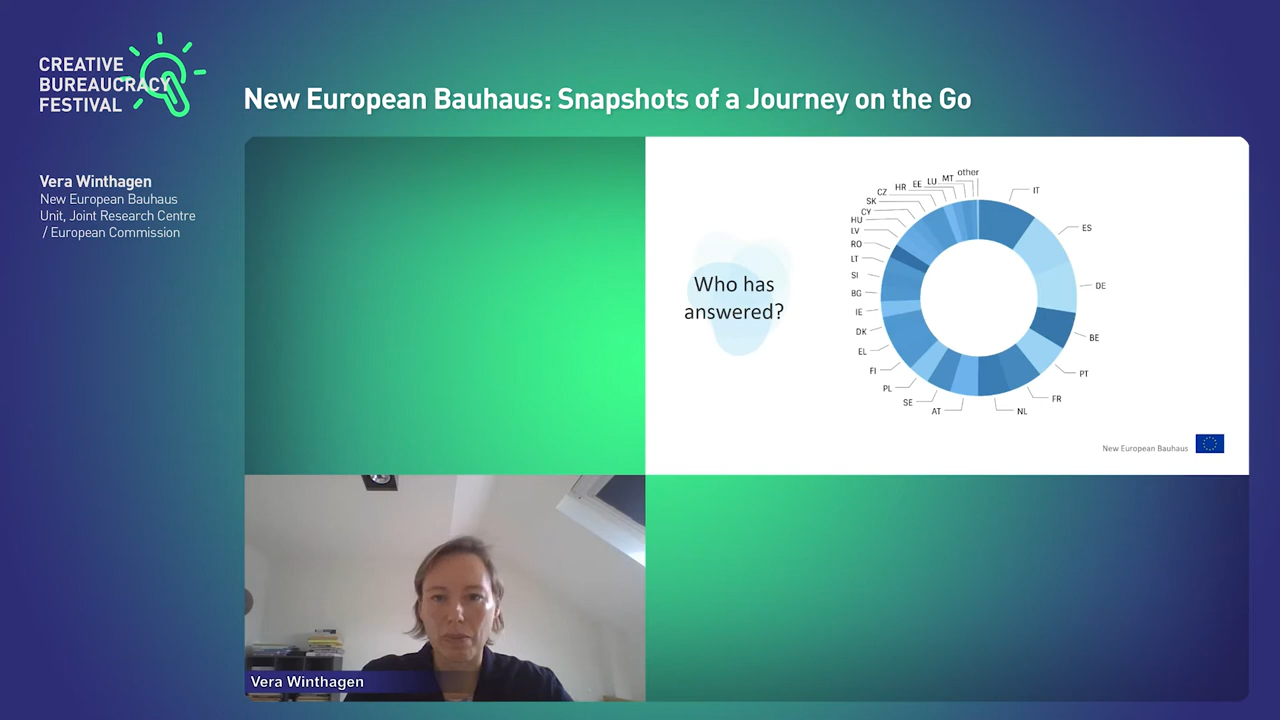 CREATIVE
BUREAUCRACY
FESTIVAL
New European Bauhaus: Snapshots of a Journey on the Go
Vera Winthagen
New European Bauhaus
Unit, Joint Research Centre
/ European Commission
Who has
answered?
other
MT
LU
EE
HR
CZ
SK
CY
HU
LV
RO
LT
SI
BG
IE
DK
EL
FI
PL
SE
AT
NL
FR
PT
BE
DE
ES
IT
New European Bauhaus
Vera Winthagen